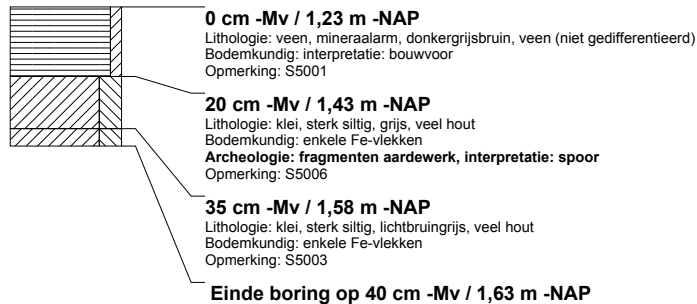 0 cm -Mv / 1,23 m -NAP
Lithologie: veen, mineraalarm, donkergrijsbruin, veen (niet gedifferentieerd)
Bodemkundig: interpretatie: bouwvoor
Opmerking: S5001
20 cm -Mv / 1,43 m -NAP
Lithologie: klei, sterk siltig, grijs, veel hout
Bodemkundig: enkele Fe-vlekken
Archeologie: fragmenten aardewerk, interpretatie: spoor
Opmerking: S5006
35 cm -Mv / 1,58 m -NAP
Lithologie: klei, sterk siltig, lichtbruingrijs, veel hout
Bodemkundig: enkele Fe-vlekken
Opmerking: S5003
Einde boring op 40 cm -Mv / 1,63 m -NAP